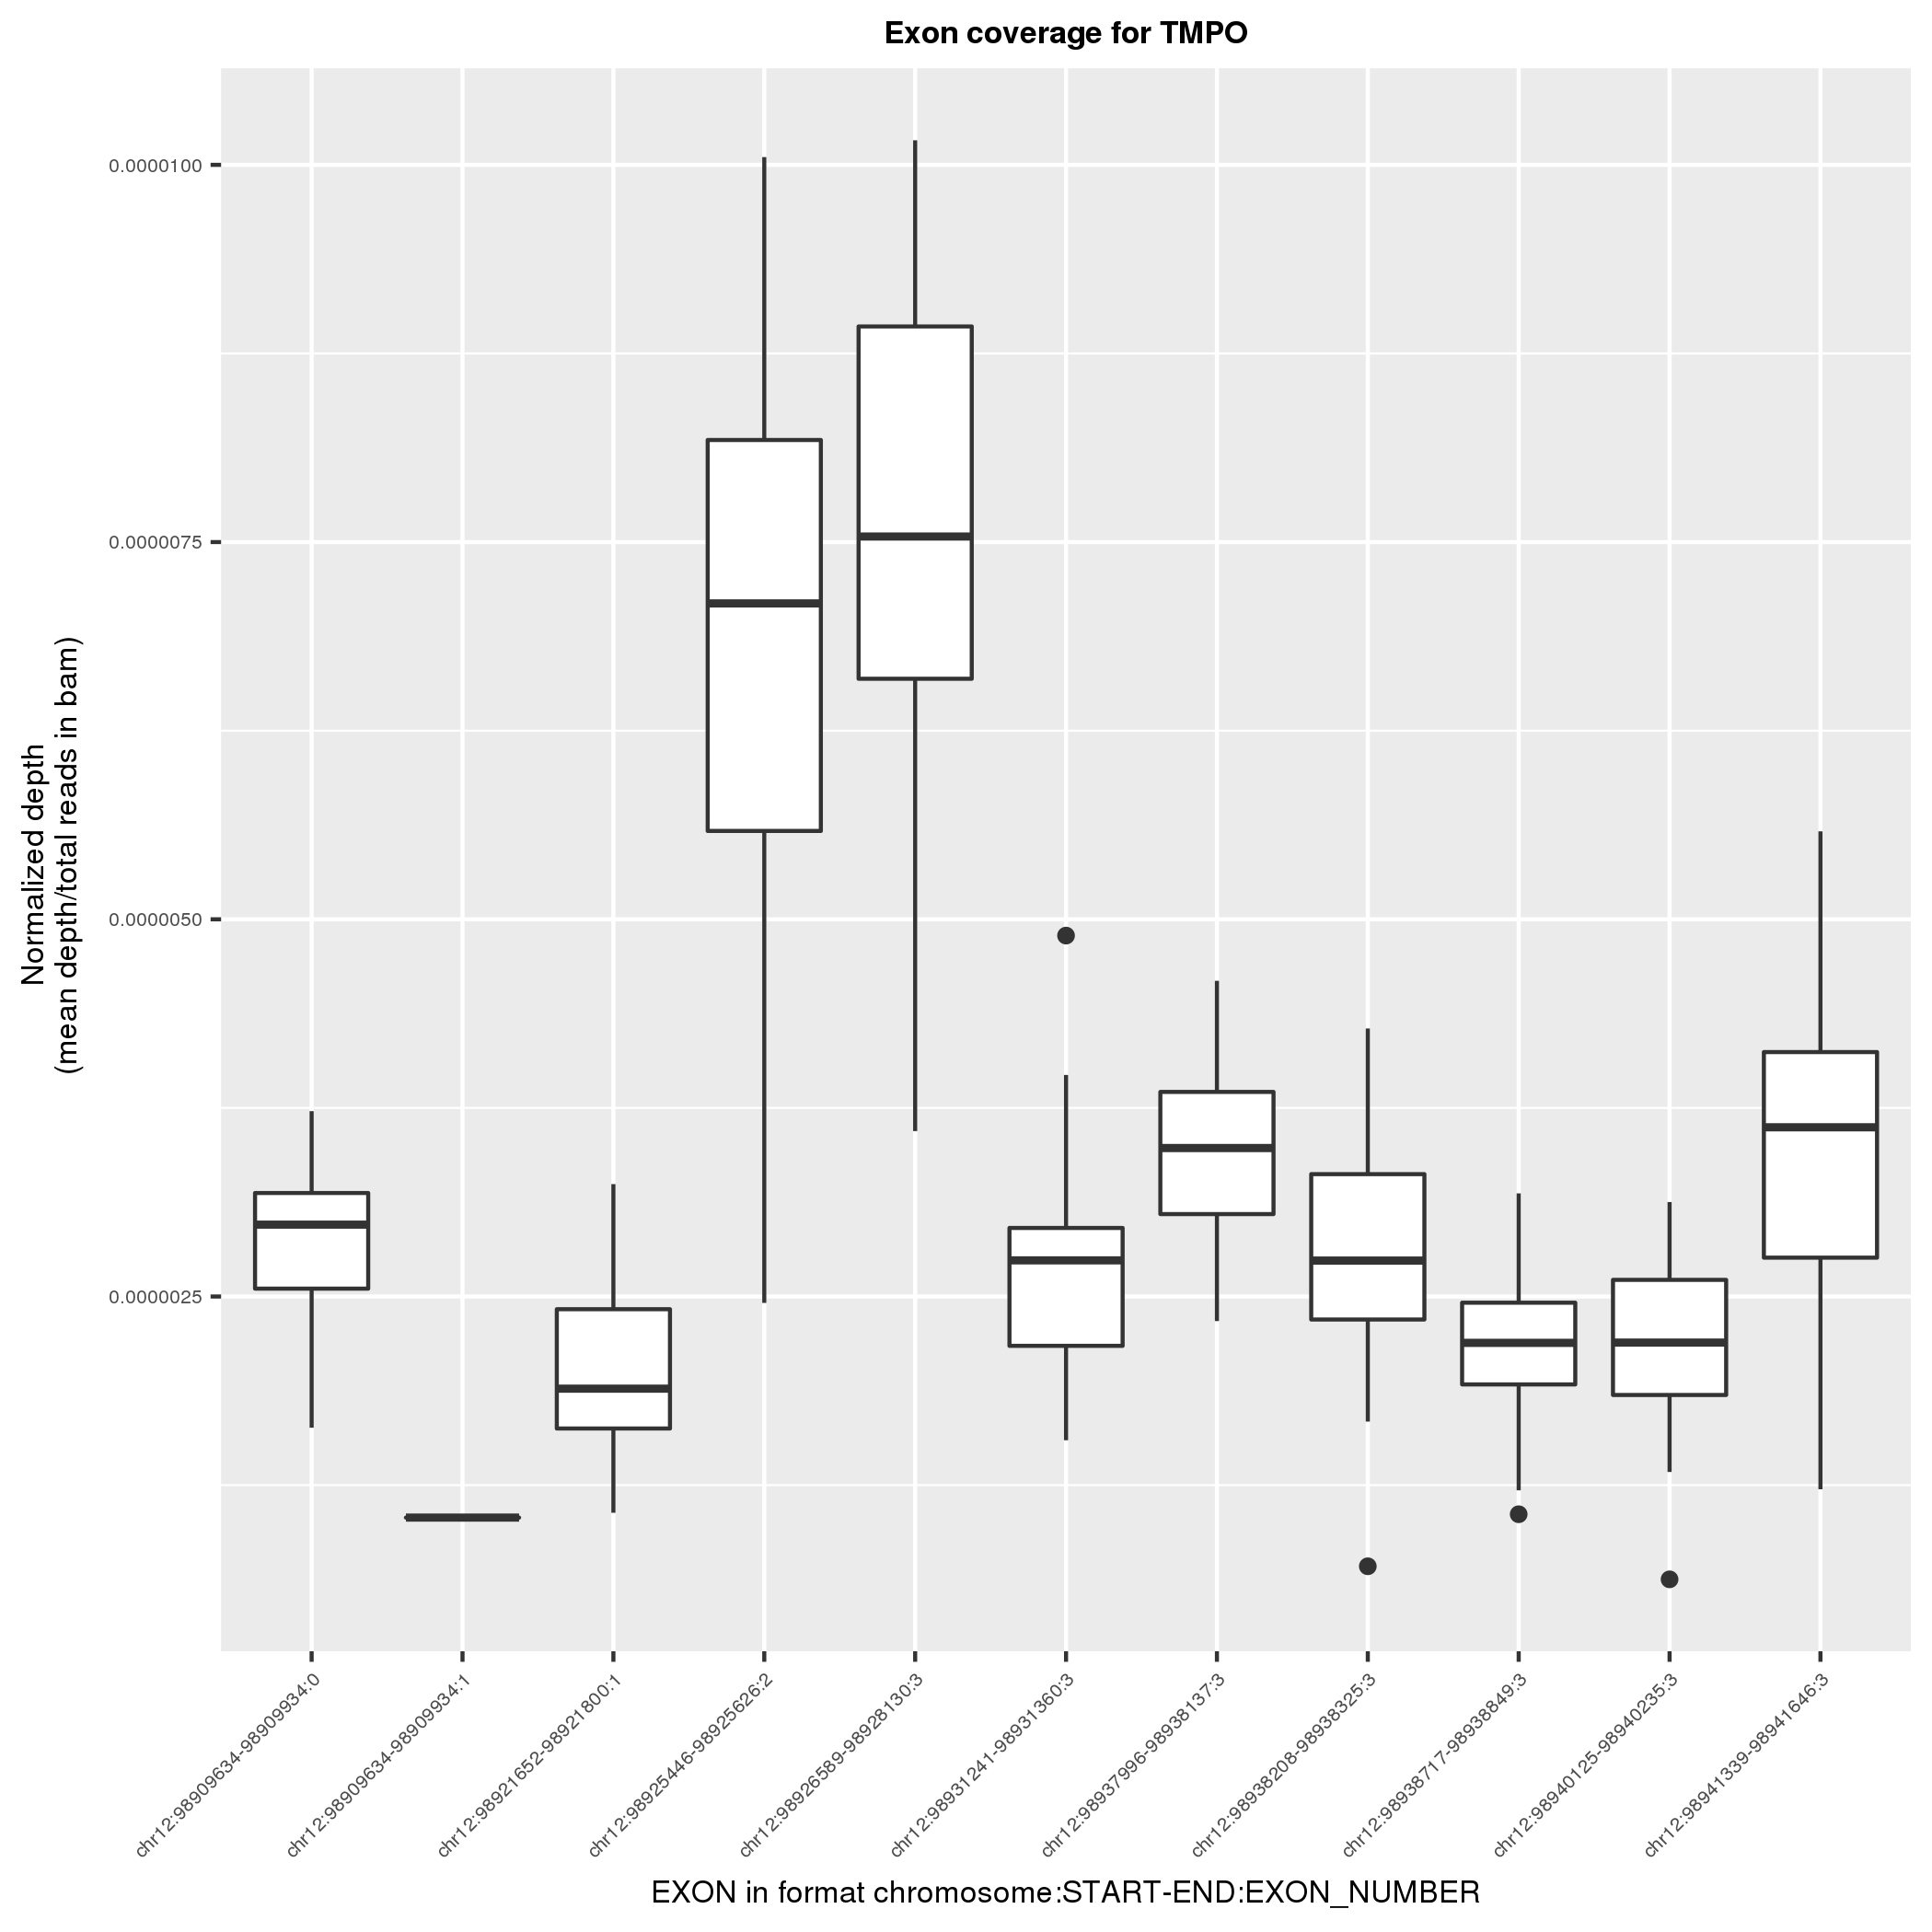 Exon coverage for TMPO
Normalized depth
(mean depth/total reads in bam)
0.0000100
0.0000075
0.0000050
0.0000025
chr12:98909634-98909934:0
chr12:98909634-98909934:1
chr12:98921652-98921800:1
chr12:98925446-98925626:2
chr12:98926589-98928130:3
chr12:98931241-98931360:3
chr12:98937996-98938137:3
chr12:98938208-98938325:3
chr12:98938717-98938849:3
chr12:98940125-98940235:3
chr12:98941339-98941646:3
EXON in format chromosome:START-END:EXON_NUMBER